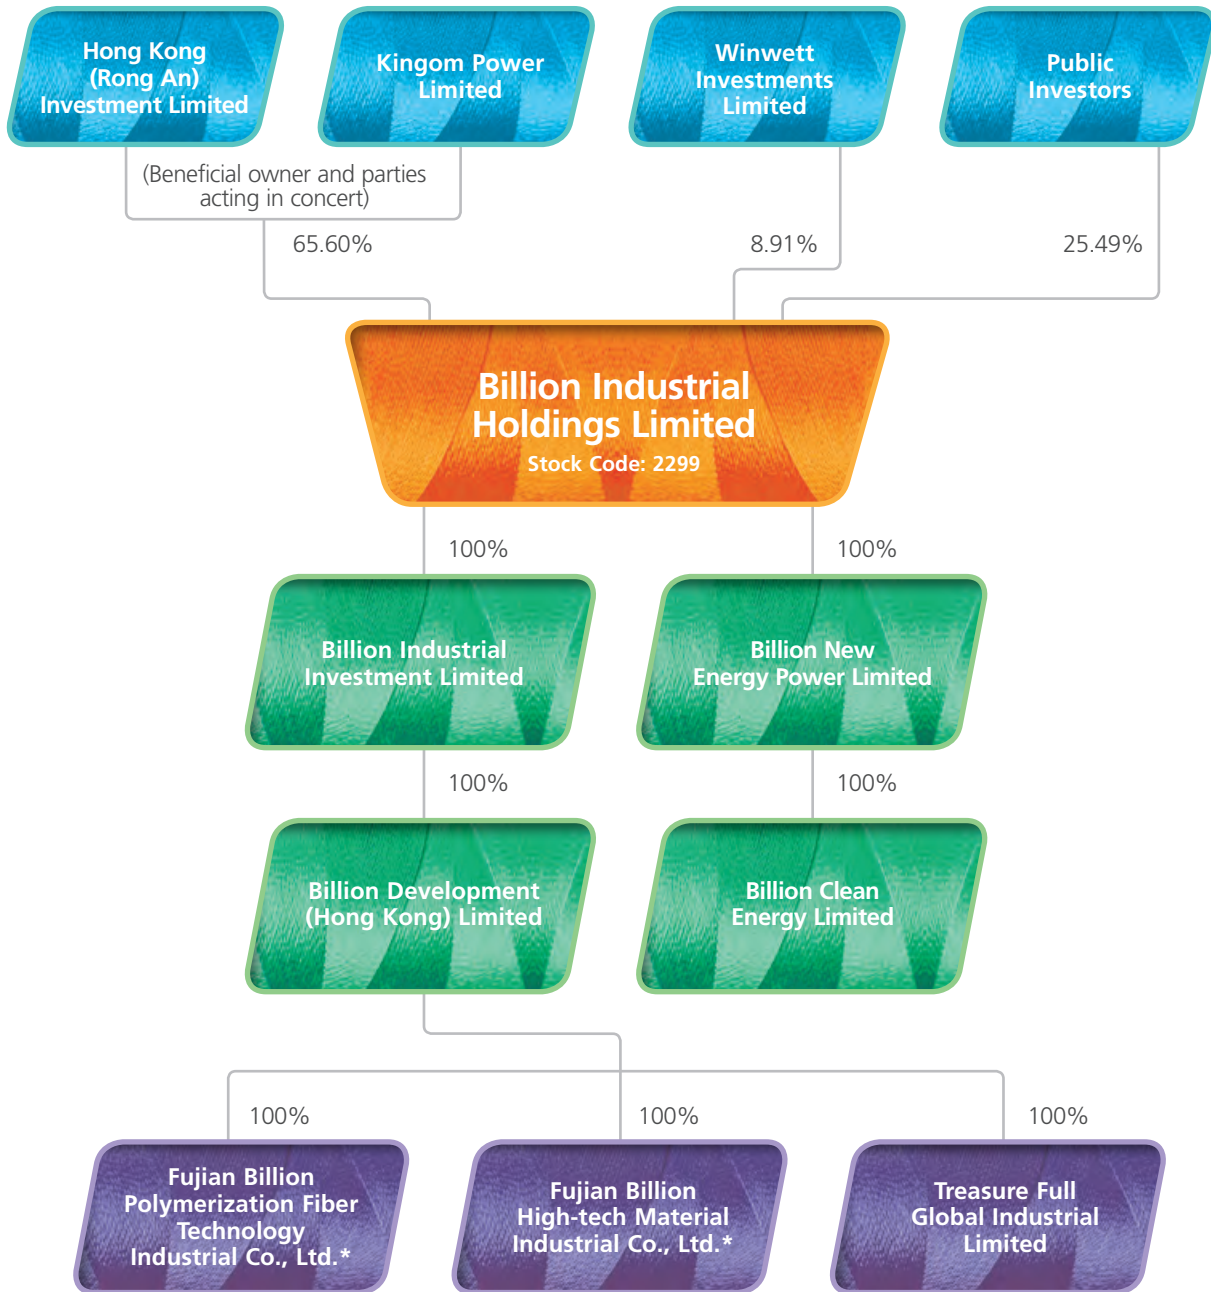 Hong Kong
(Rong An)
Investment Limited
Kingom Power
Limited
Winwett
Investments
Limited
Public
Investors
(Beneficial owner and parties
acting in concert)
65.60%
8.91%
25.49%
Billion Industrial
Holdings Limited
Stock Code: 2299
100%
100%
Billion Industrial
Investment Limited
Billion New
Energy Power Limited
100%
100%
Billion Development
(Hong Kong) Limited
Billion Clean
Energy Limited
100%
100%
100%
Fujian Billion
Polymerization Fiber
Technology
Industrial Co., Ltd.*
Fujian Billion
High-tech Material
Industrial Co., Ltd.*
Treasure Full
Global Industrial
Limited